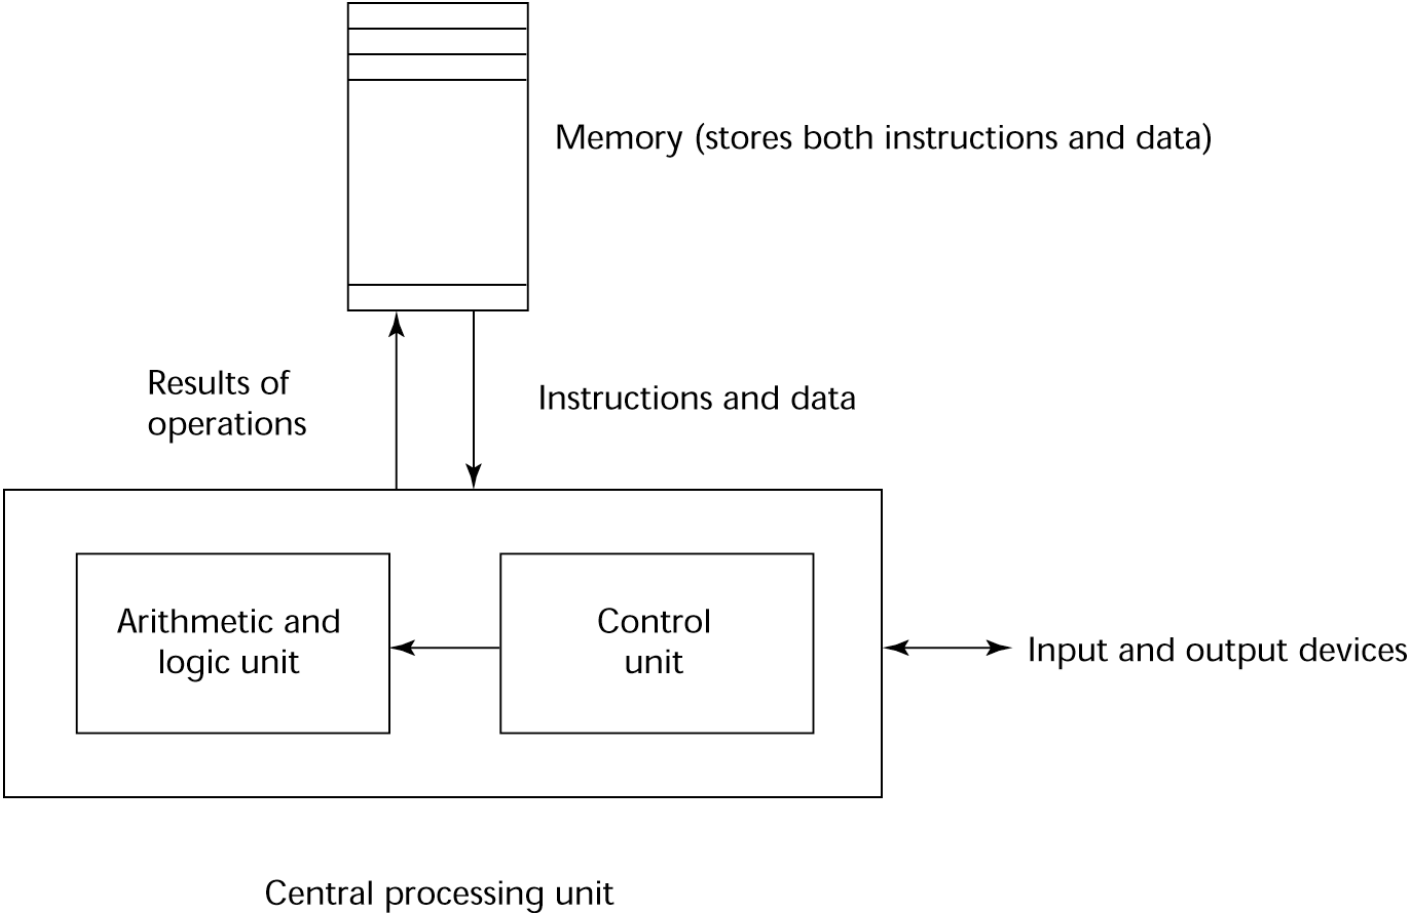 Memory (stores both instructions and data)
Results of
operations
Instructions and data
Arithmetic and
logic unit
Control
unit
Input and output devices
Central processing unit